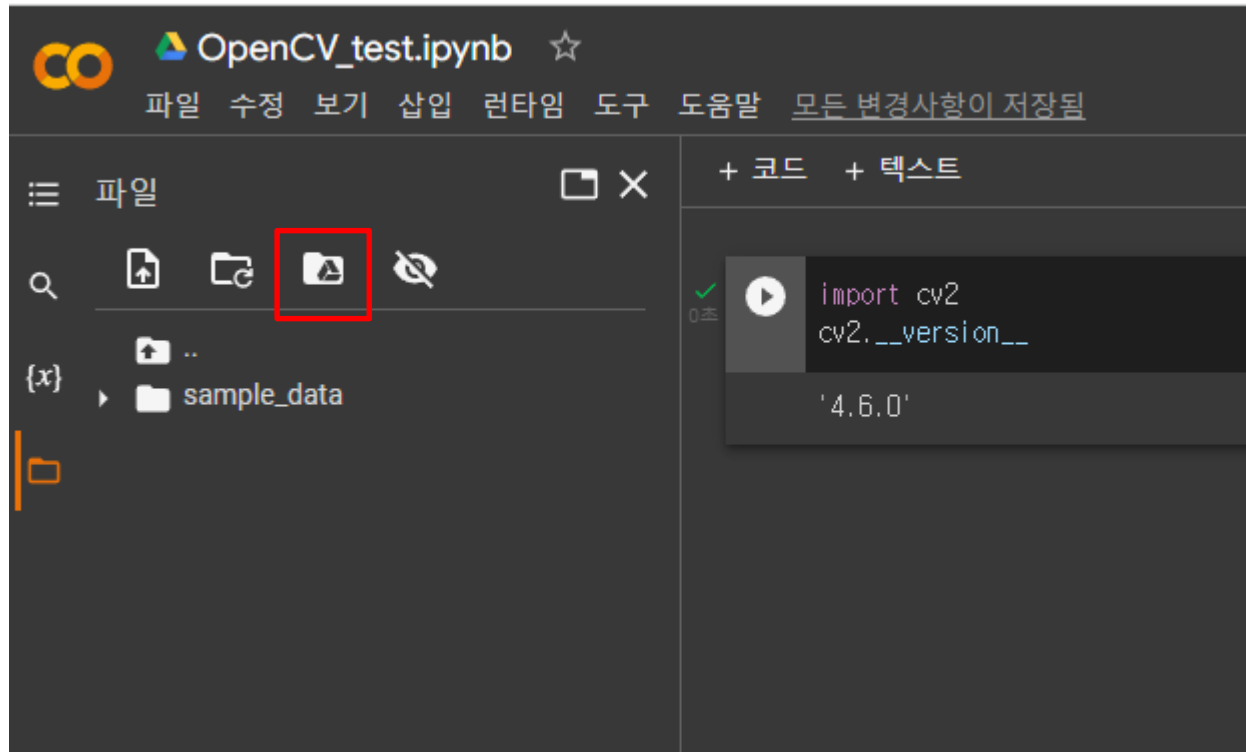 OpenCV_test.ipynb
파일 수정 보기 삽입 런타임 도구 도움말 모든 변경사항이 저장됨
파일
+ 코드 + 텍스트
..
sample_data
{x}
0초
import cv2
cv2.__version__
'4.6.0'